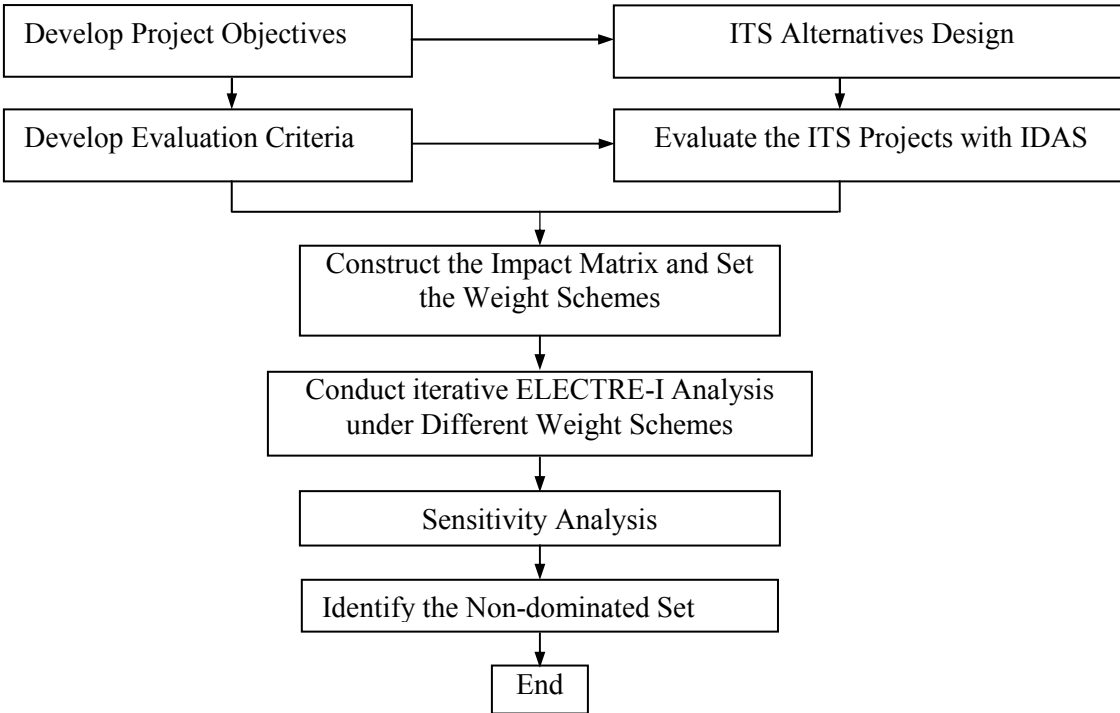 Develop Project Objectives
ITS Alternatives Design
Develop Evaluation Criteria
Evaluate the ITS Projects with IDAS
Construct the Impact Matrix and Set
the Weight Schemes
Conduct iterative ELECTRE-I Analysis
under Different Weight Schemes
Sensitivity Analysis
Identify the Non-dominated Set
End